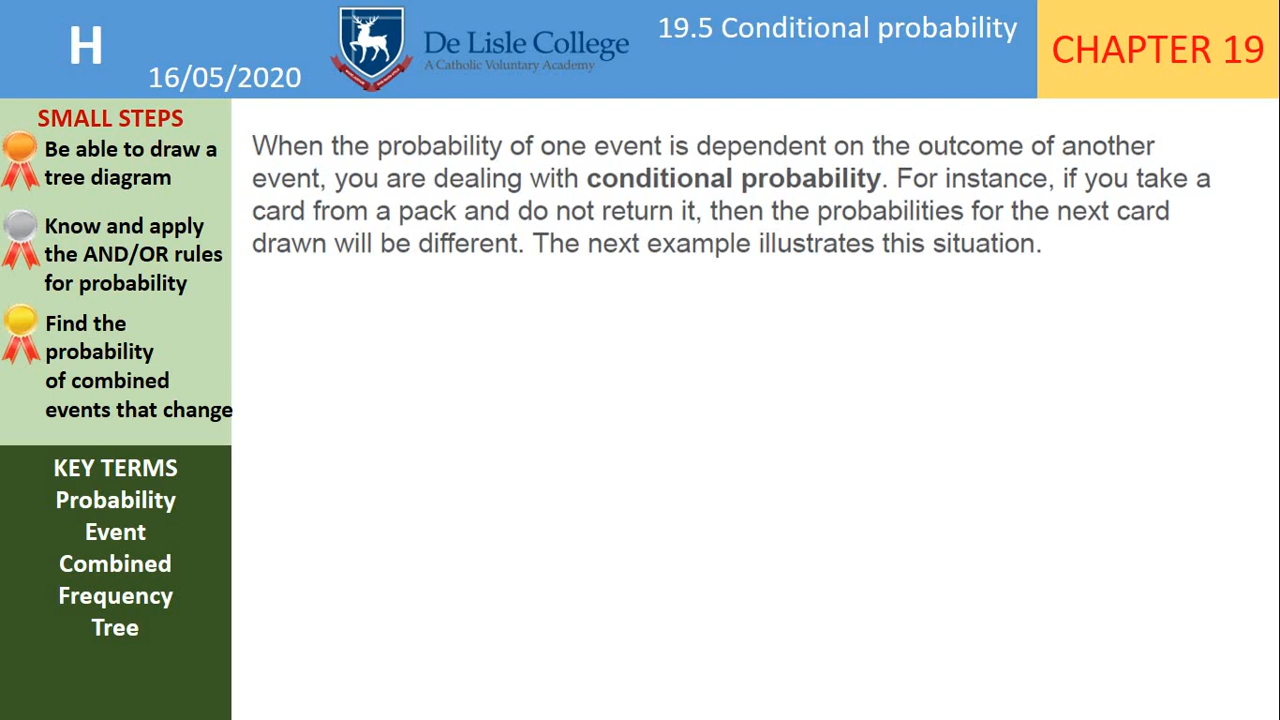 H
16/05/2020
De Lisle College
A Catholic Voluntary Academy
19.5 Conditional probability
CHAPTER 19
SMALL STEPS
Be able to draw a
tree diagram
Know and apply
the AND/OR rules
for probability
Find the
probability
of combined
events that change
KEY TERMS
Probability
Event
Combined
Frequency
Tree
When the probability of one event is dependent on the outcome of another
event, you are dealing with conditional probability. For instance, if you take a
card from a pack and do not return it, then the probabilities for the next card
drawn will be different. The next example illustrates this situation.